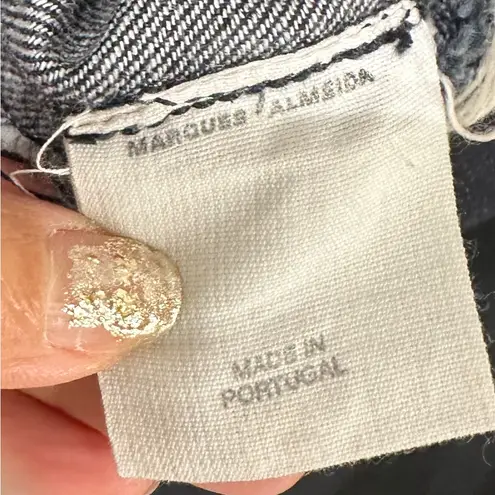 MARQUES / ALMEIDA
MADE IN
PORTUGAL